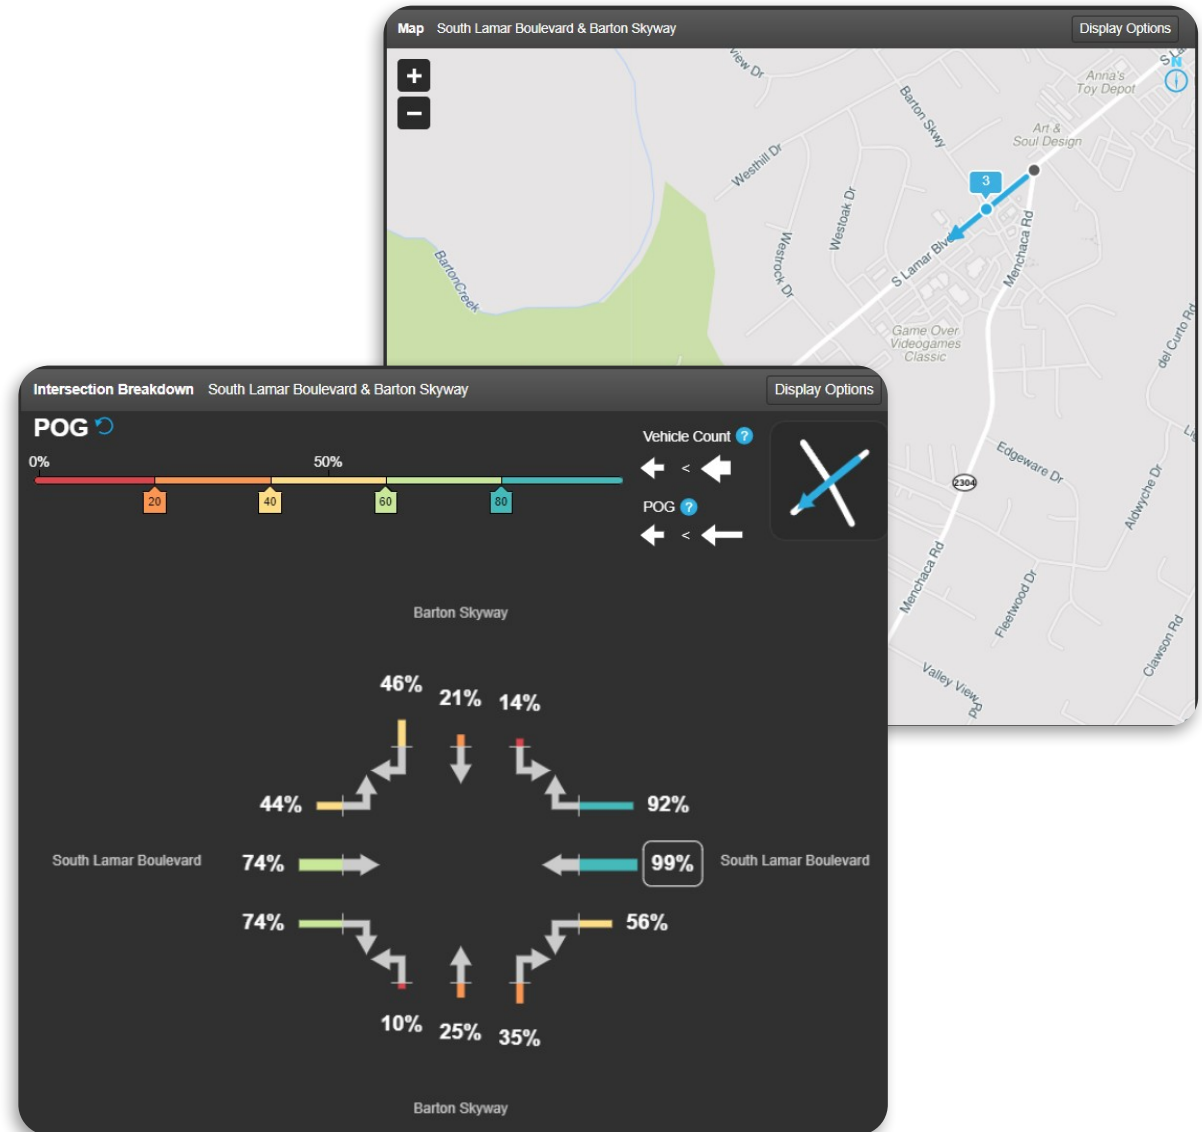 Map South Lamar Boulevard & Barton Skyway
Display Options
+
−
view Dr
Barton Skwy
Anna's
Toy Depot
N
Art &
Soul Design
Westhill Dr
3
Westoak Dr
Menchaca Rd
Westrock Dr
S Lamar Blvd
BartonCreek
Game Over
Videogames
Classic
del Curto Rd
Edgeware Dr
2304
Aldwyche Dr
Menchaca Rd
Fleetwood Dr
Clawson Rd
Valley View
Rd
Intersection Breakdown South Lamar Boulevard & Barton Skyway
Display Options
POG
Vehicle Count ?
0% 50%
<
20 40 60 80
POG ?
<
Barton Skyway
46% 21% 14%
44% 92%
South Lamar Boulevard 74% 99% South Lamar Boulevard
74% 56%
10% 25% 35%
Barton Skyway